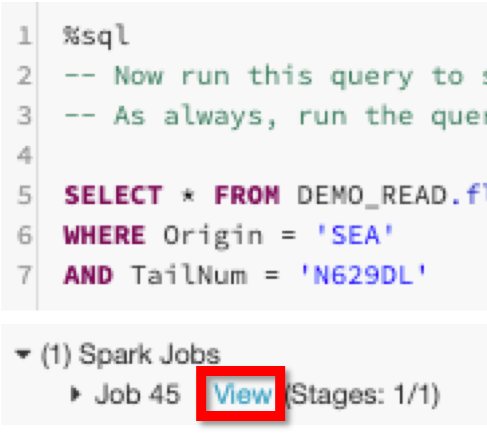 1 %sql
2 -- Now run this query to
3 -- As always, run the
4
5 SELECT * FROM DEMO_READ.
6 WHERE Origin = 'SEA'
7 AND TailNum = 'N629DL'
(1) Spark Jobs
Job 45 View (Stages: 1/1)